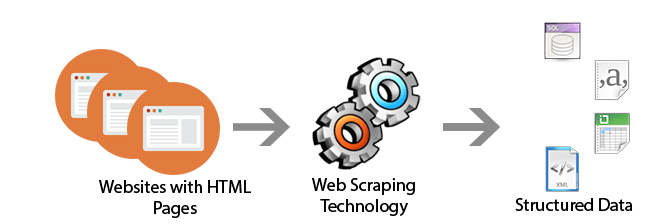 SQL
,a,
</>
XML
Websites with HTML
Pages
Web Scraping
Technology
Structured Data